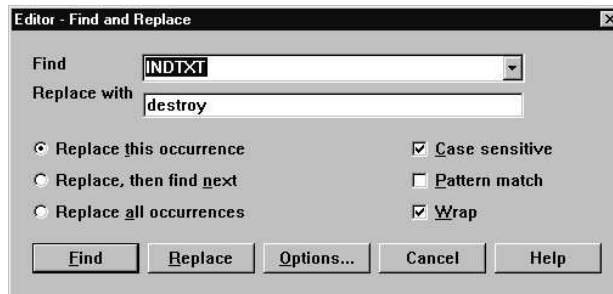 Editor - Find and Replace
Find INDTXT
Replace with destroy
Replace this occurrence Case sensitive
Replace, then find next Pattern match
Replace all occurrences Wrap
Find Replace Options... Cancel Help